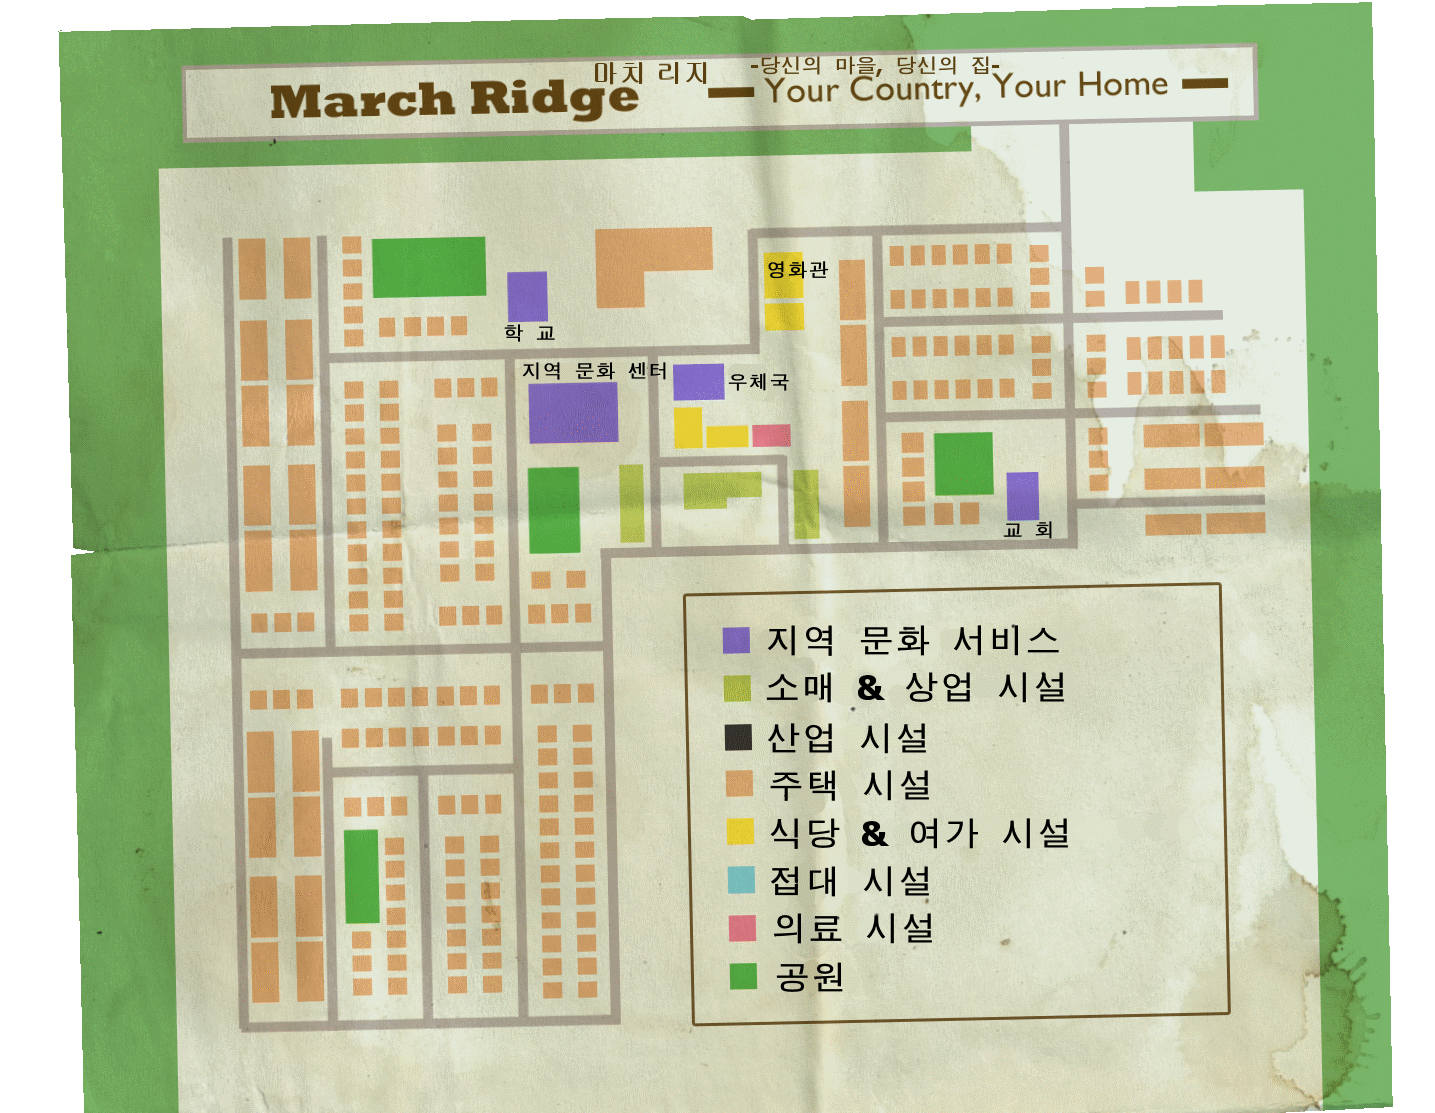 마치 리지
-당신의 마을, 당신의 집-
March Ridge — Your Country, Your Home —
영화관
학 교
지역 문화 센터
우체국
교 회
지역 문화 서비스
소매 & 상업 시설
산업 시설
주택 시설
식당 & 여가 시설
접대 시설
의료 시설
공원